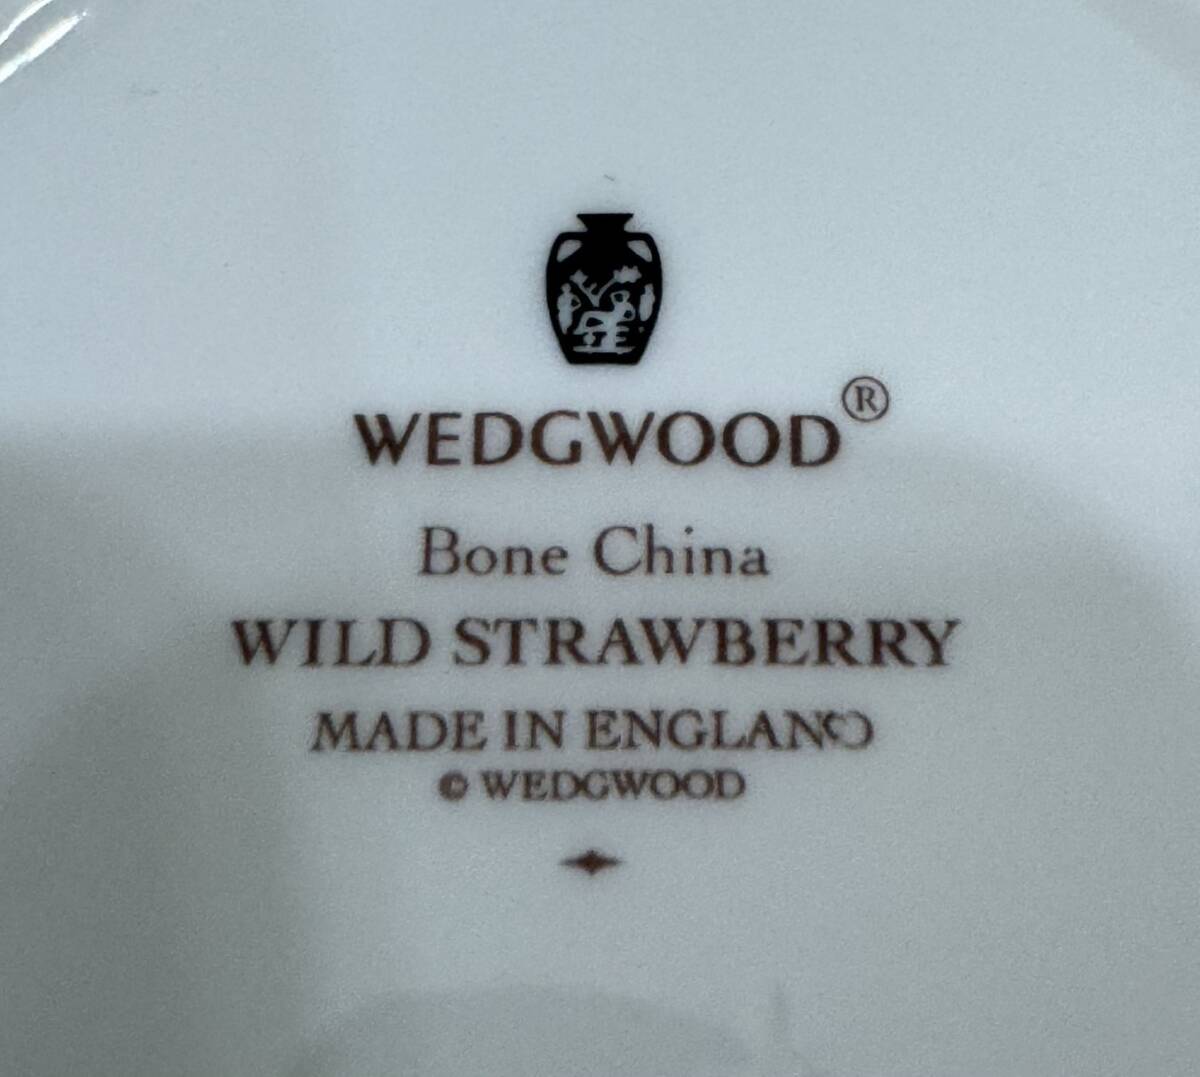 WEDGWOOD®
Bone China
WILD STRAWBERRY
MADE IN ENGLAND
© WEDGWOOD